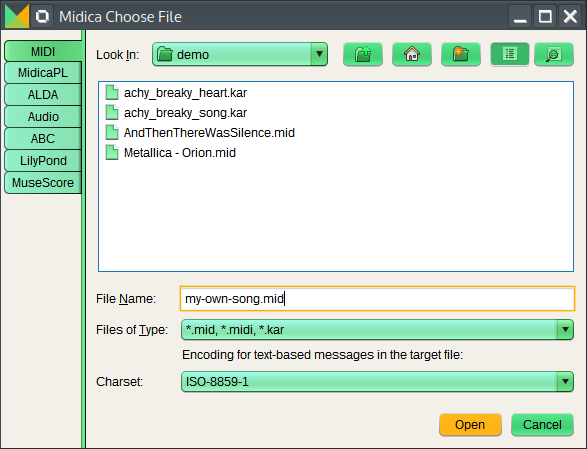 Midica Choose File
MIDI
MidicaPL
ALDA
Audio
ABC
LilyPond
MuseScore
Look In: demo
achy_breaky_heart.kar
achy_breaky_song.kar
AndThenThereWasSilence.mid
Metallica - Orion.mid
File Name: my-own-song.mid
Files of Type: *.mid, *.midi, *.kar
Encoding for text-based messages in the target file:
Charset: ISO-8859-1
Open Cancel